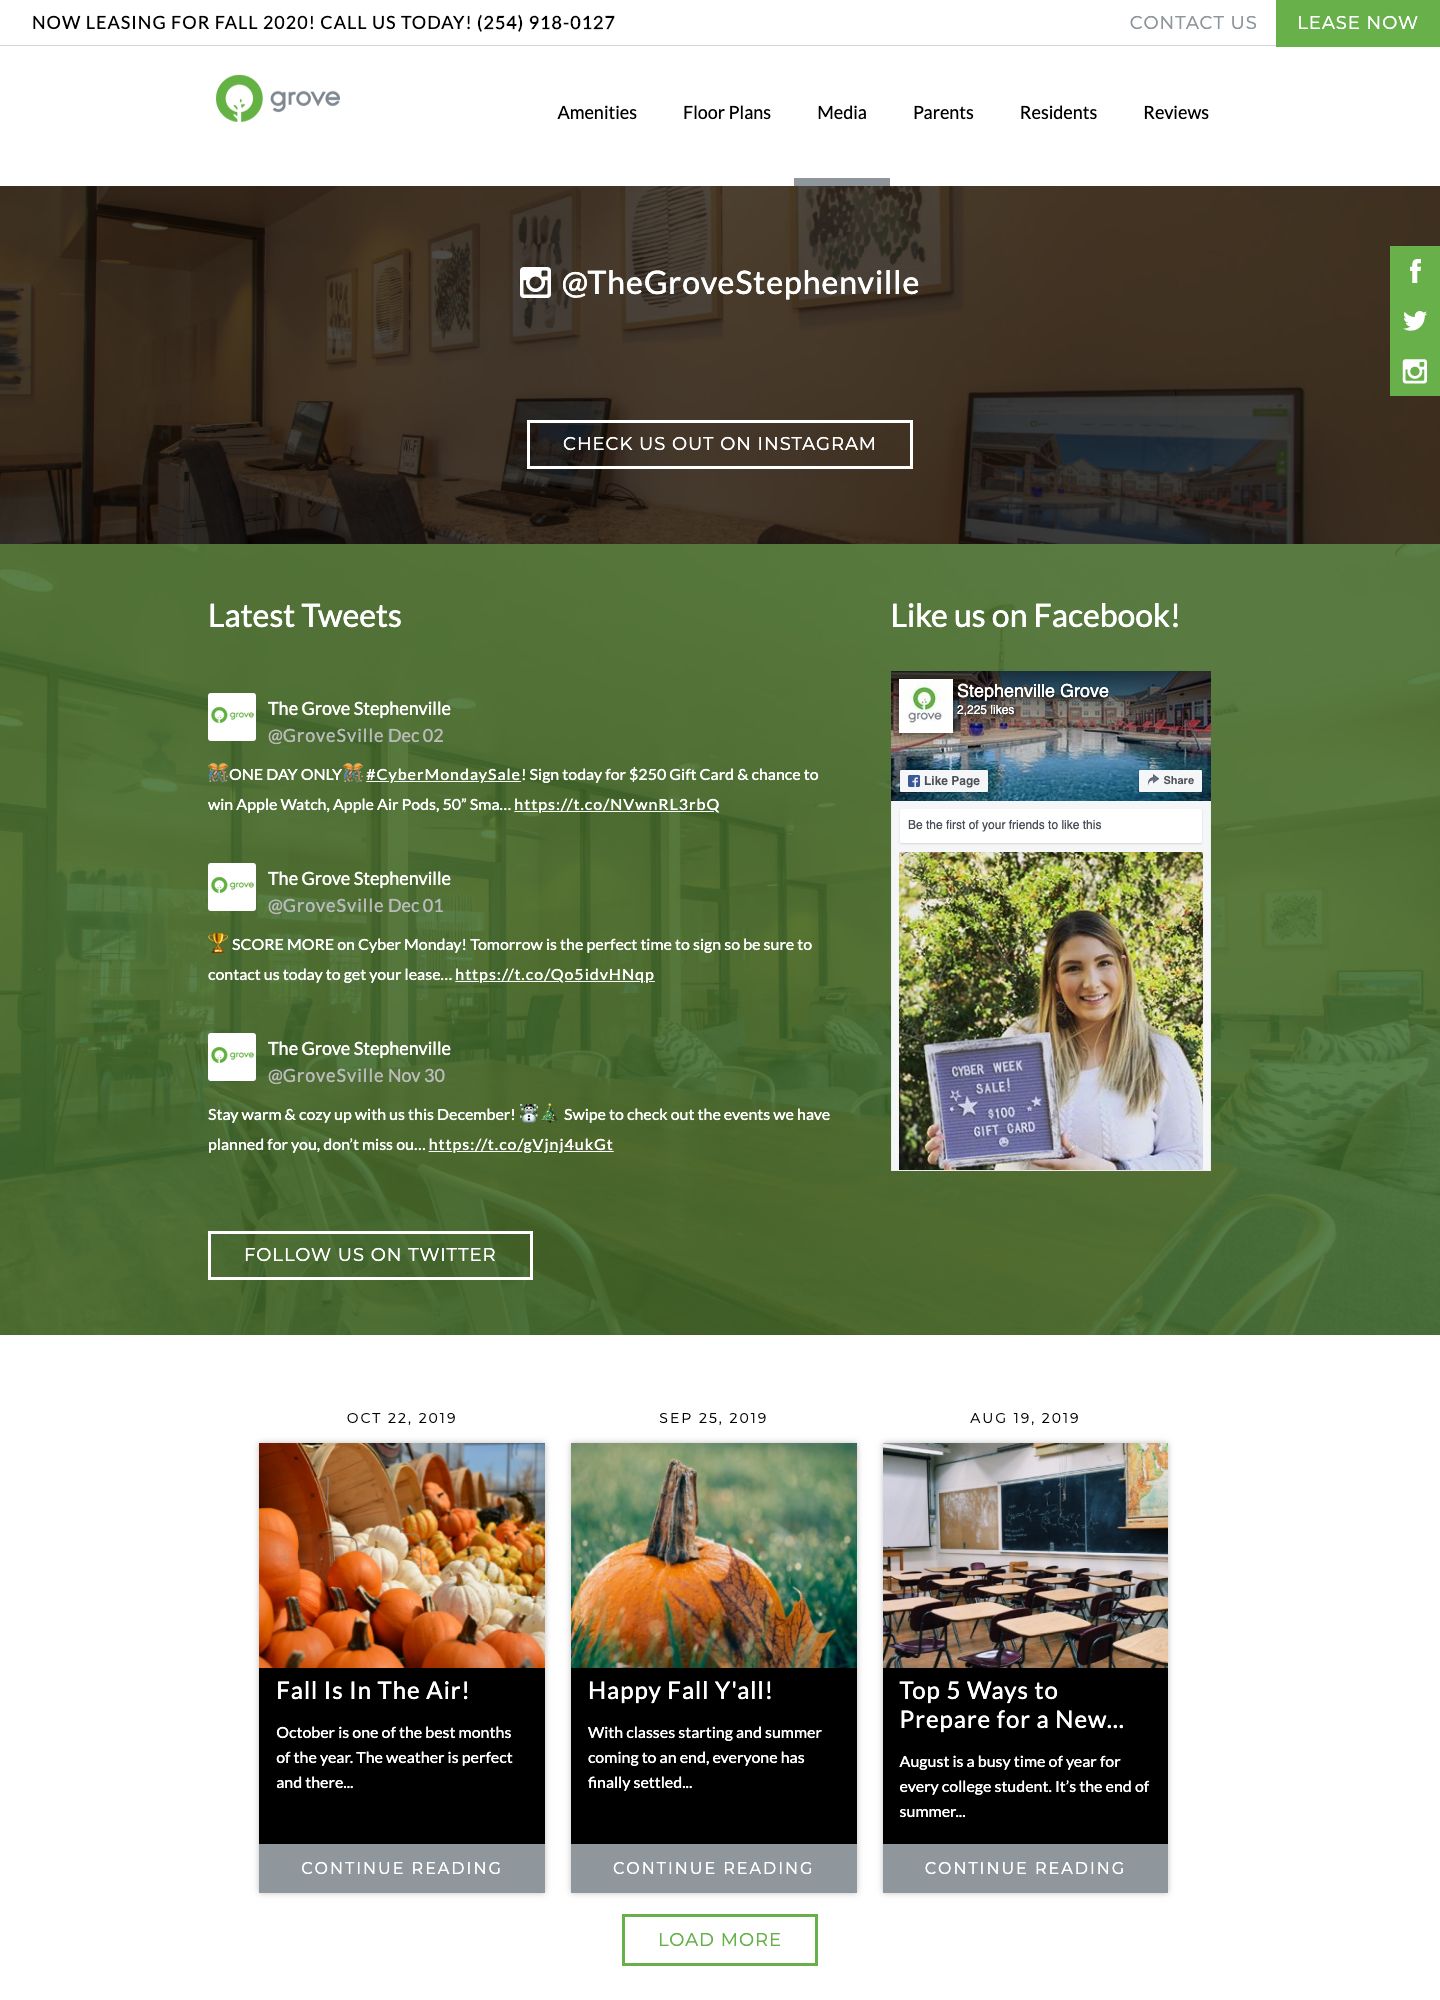 NOW LEASING FOR FALL 2020! CALL US TODAY! (254) 918-0127
CONTACT US
LEASE NOW
grove
Amenities
Floor Plans
Media
Parents
Residents
Reviews
@TheGroveStephenville
CHECK US OUT ON INSTAGRAM
Latest Tweets
grove
The Grove Stephenville
@GroveSville Dec 02
🎊ONE DAY ONLY🎊 #CyberMondaySale! Sign today for $250 Gift Card & chance to
win Apple Watch, Apple Air Pods, 50” Sma… https://t.co/NVwnRL3rbQ
grove
The Grove Stephenville
@GroveSville Dec 01
🏆 SCORE MORE on Cyber Monday! Tomorrow is the perfect time to sign so be sure to
contact us today to get your lease… https://t.co/Qo5idvHNqp
grove
The Grove Stephenville
@GroveSville Nov 30
Stay warm & cozy up with us this December! ⛄🎄 Swipe to check out the events we have
planned for you, don’t miss ou… https://t.co/gVjnj4ukGt
FOLLOW US ON TWITTER
Like us on Facebook!
grove
Stephenville Grove
2,225 likes
Like Page
Share
Be the first of your friends to like this
CYBER WEEK
SALE!
$100
GIFT CARD
OCT 22, 2019
Fall Is In The Air!
October is one of the best months
of the year. The weather is perfect
and there...
CONTINUE READING
SEP 25, 2019
Happy Fall Y'all!
With classes starting and summer
coming to an end, everyone has
finally settled...
CONTINUE READING
AUG 19, 2019
Top 5 Ways to
Prepare for a New...
August is a busy time of year for
every college student. It’s the end of
summer...
CONTINUE READING
LOAD MORE